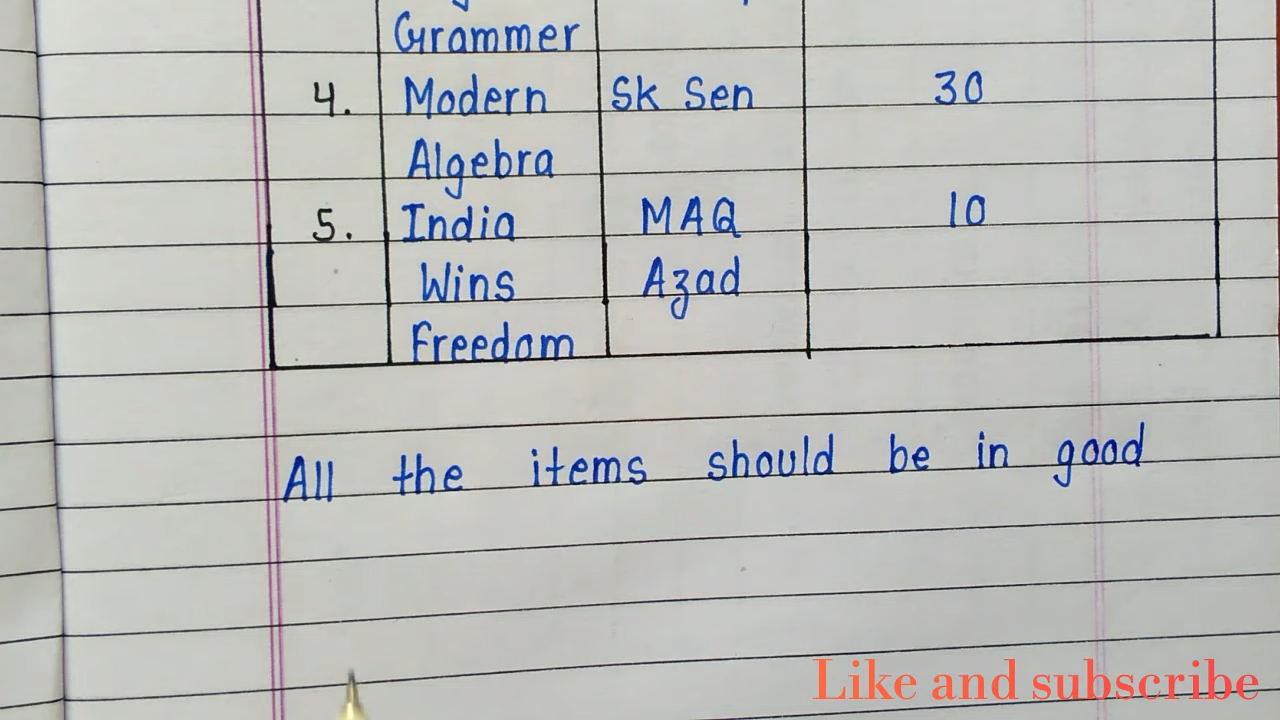 Grammer
4. Modern Sk Sen 30
Algebra
5. India MAQ 10
Wins Azad
Freedom
All the items should be in good
Like and subscribe